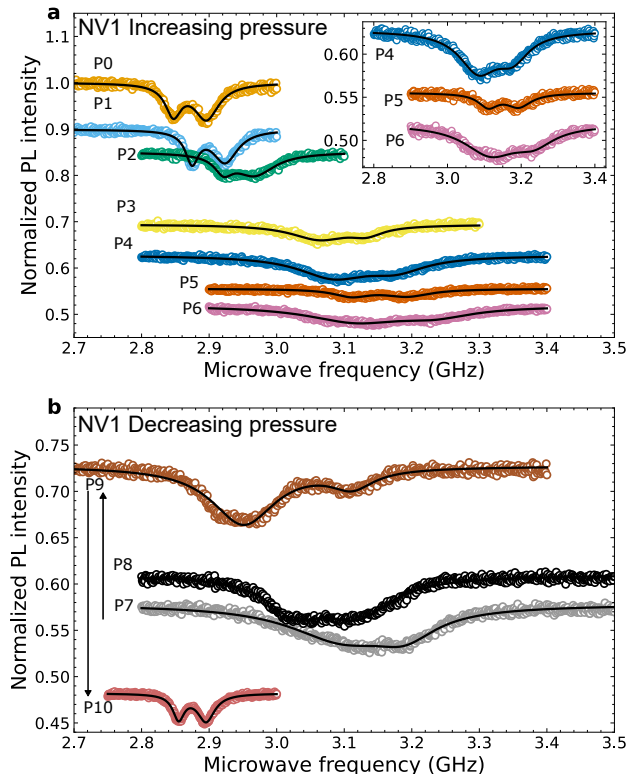 a
NV1 Increasing pressure
1.1
1.0
0.9
0.8
0.7
0.6
0.5
Normalized PL intensity
P0
P1
P2
P3
P4
P5
P6
0.60
0.55
0.50
P4
P5
P6
2.8 3.0 3.2 3.4
2.7 2.8 2.9 3.0 3.1 3.2 3.3 3.4 3.5
Microwave frequency (GHz)
b
NV1 Decreasing pressure
0.75
0.70
0.65
0.60
0.55
0.50
0.45
Normalized PL intensity
P9
P8
P7
P10
2.7 2.8 2.9 3.0 3.1 3.2 3.3 3.4 3.5
Microwave frequency (GHz)